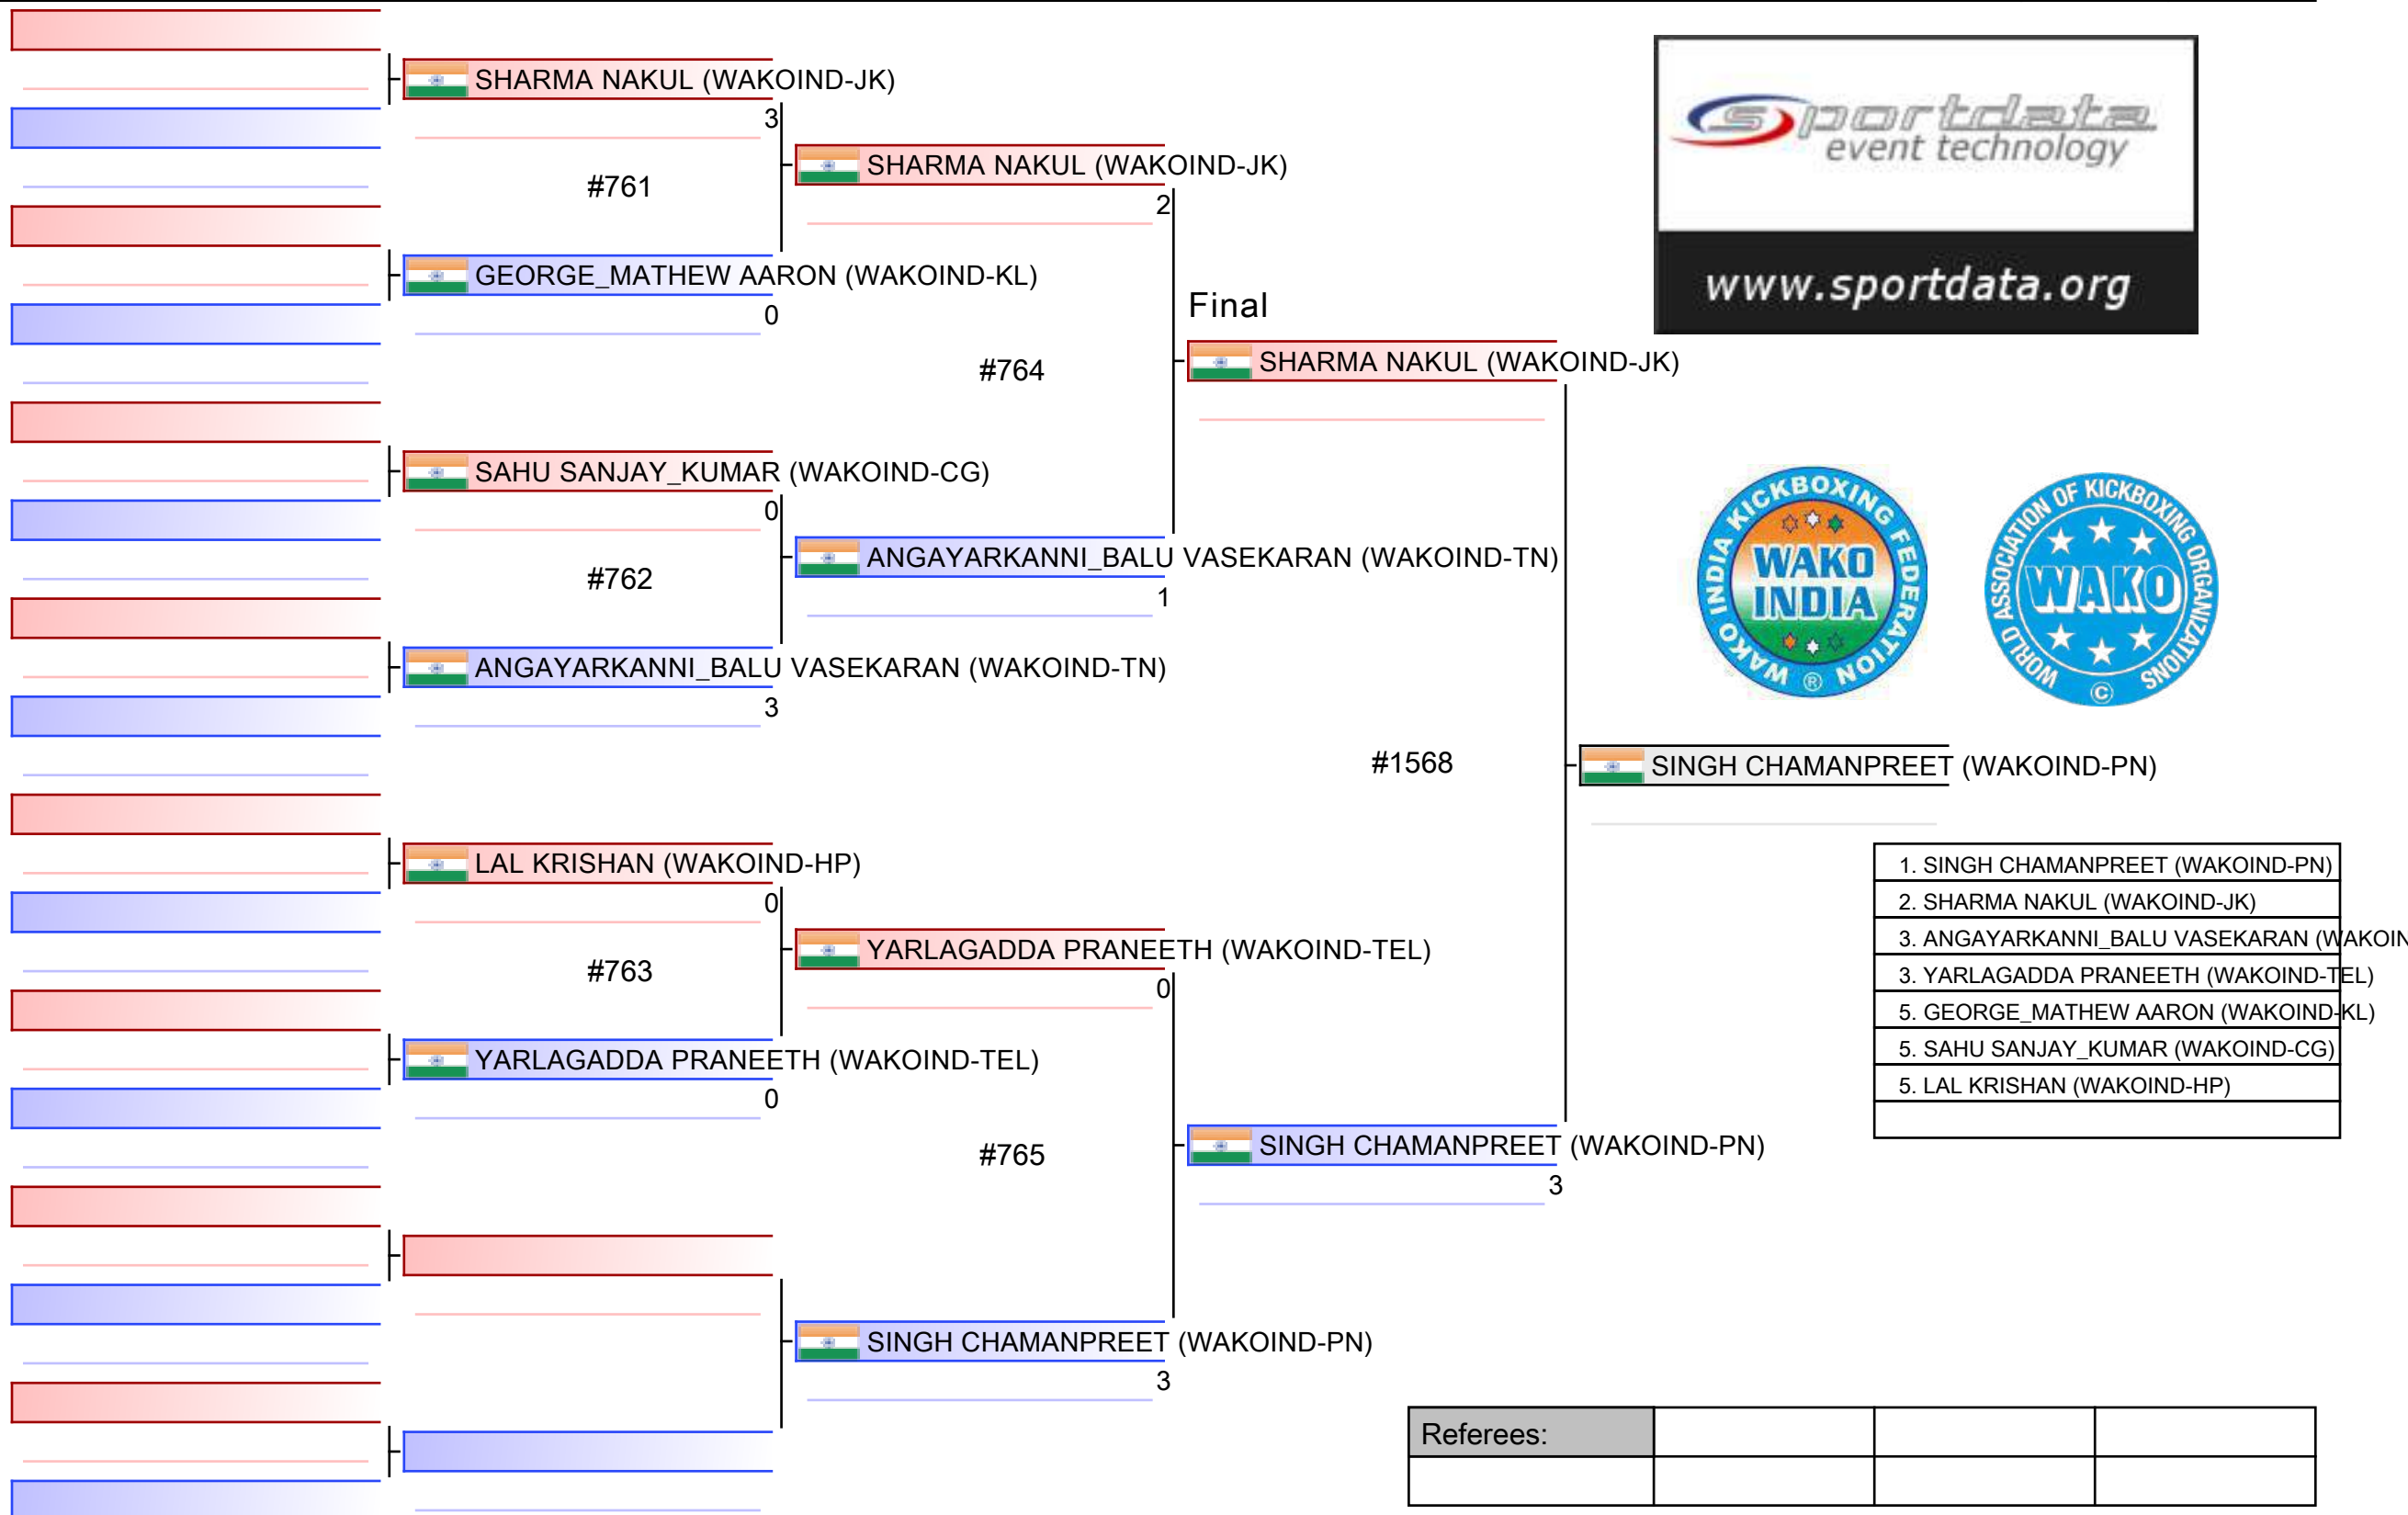 SHARMA NAKUL (WAKOIND-JK)
3
#761
GEORGE_MATHEW AARON (WAKOIND-KL)
0
SAHU SANJAY_KUMAR (WAKOIND-CG)
0
#762
ANGAYARKANNI_BALU VASEKARAN (WAKOIND-TN)
3
LAL KRISHAN (WAKOIND-HP)
0
#763
YARLAGADDA PRANEETH (WAKOIND-TEL)
0
SHARMA NAKUL (WAKOIND-JK)
2
#764
ANGAYARKANNI_BALU VASEKARAN (WAKOIND-TN)
1
YARLAGADDA PRANEETH (WAKOIND-TEL)
0
#765
SINGH CHAMANPREET (WAKOIND-PN)
3
Final
SHARMA NAKUL (WAKOIND-JK)
#1568
SINGH CHAMANPREET (WAKOIND-PN)
3
SINGH CHAMANPREET (WAKOIND-PN)
sportdata
event technology
www.sportdata.org
WAKO INDIA KICKBOXING FEDERATION ®
WAKO
INDIA
WORLD ASSOCIATION OF KICKBOXING ORGANIZATIONS ©
WAKO
1. SINGH CHAMANPREET (WAKOIND-PN)
2. SHARMA NAKUL (WAKOIND-JK)
3. ANGAYARKANNI_BALU VASEKARAN (WAKOIN
3. YARLAGADDA PRANEETH (WAKOIND-TEL)
5. GEORGE_MATHEW AARON (WAKOIND-KL)
5. SAHU SANJAY_KUMAR (WAKOIND-CG)
5. LAL KRISHAN (WAKOIND-HP)
Referees: